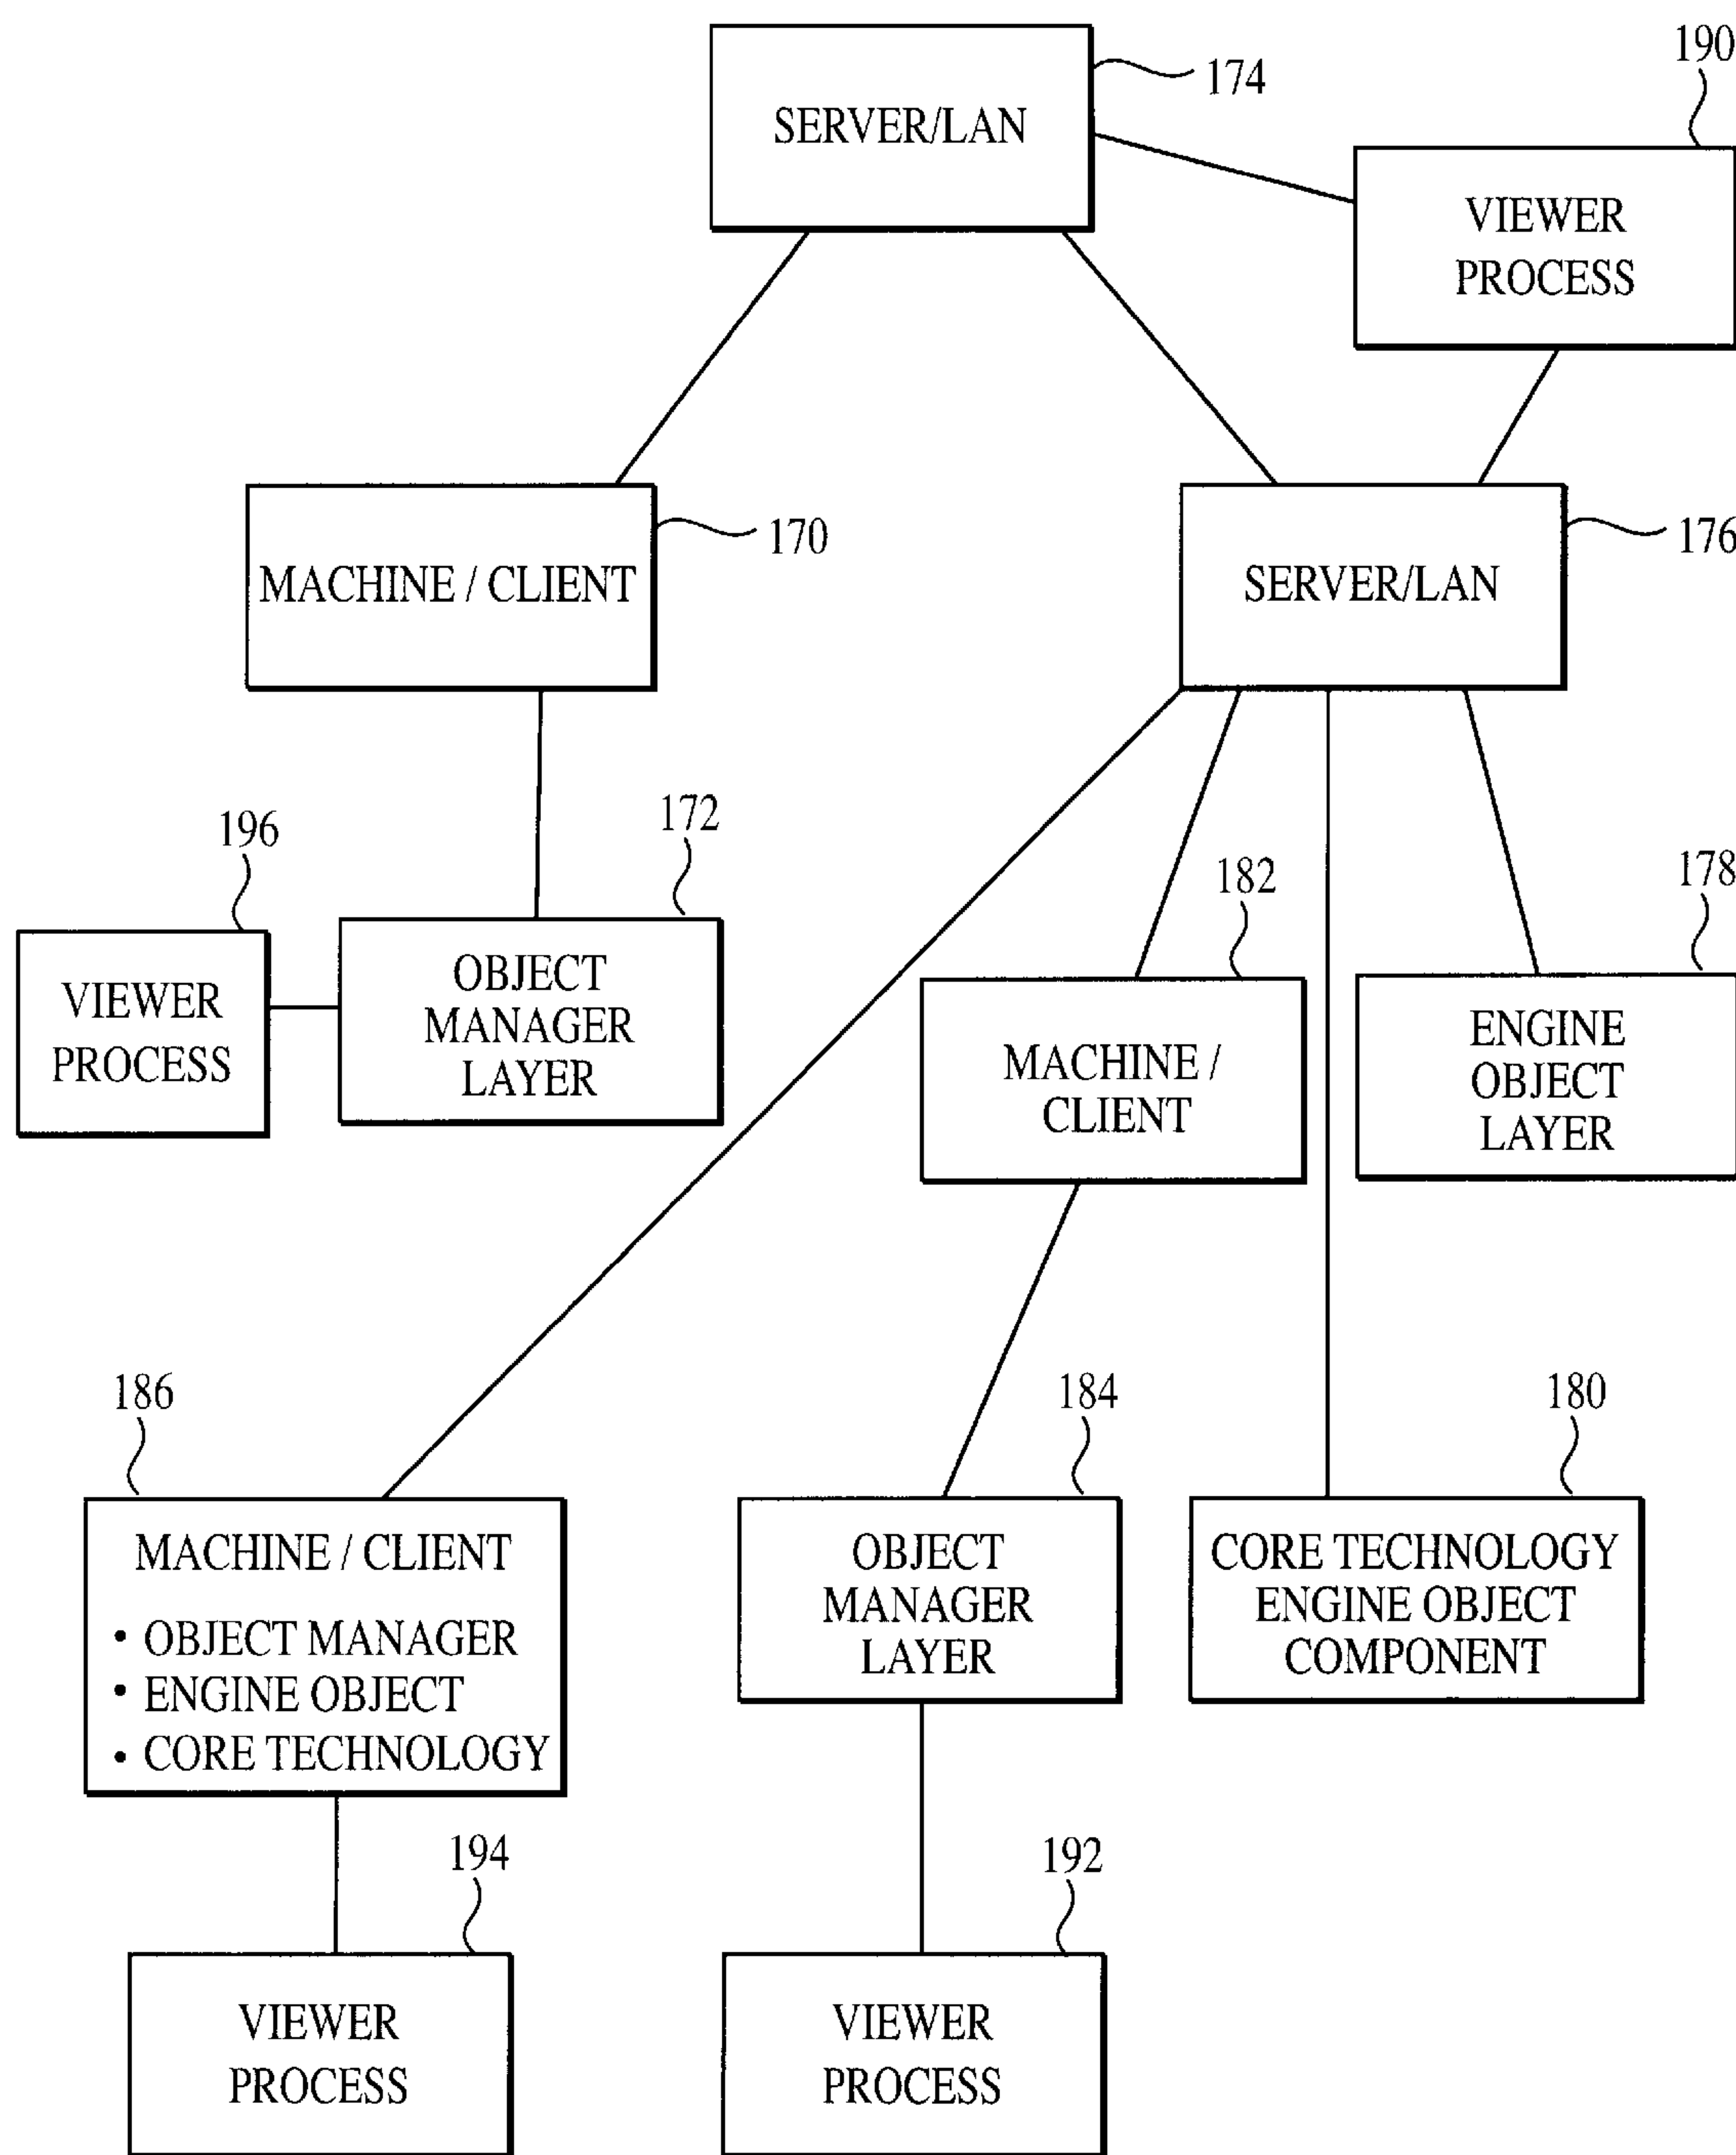 190
174
SERVER/LAN
VIEWER
PROCESS
170
MACHINE / CLIENT
176
SERVER/LAN
196
VIEWER
PROCESS
172
OBJECT
MANAGER
LAYER
182
MACHINE /
CLIENT
178
ENGINE
OBJECT
LAYER
186
MACHINE / CLIENT
• OBJECT MANAGER
• ENGINE OBJECT
• CORE TECHNOLOGY
184
OBJECT
MANAGER
LAYER
180
CORE TECHNOLOGY
ENGINE OBJECT
COMPONENT
194
VIEWER
PROCESS
192
VIEWER
PROCESS